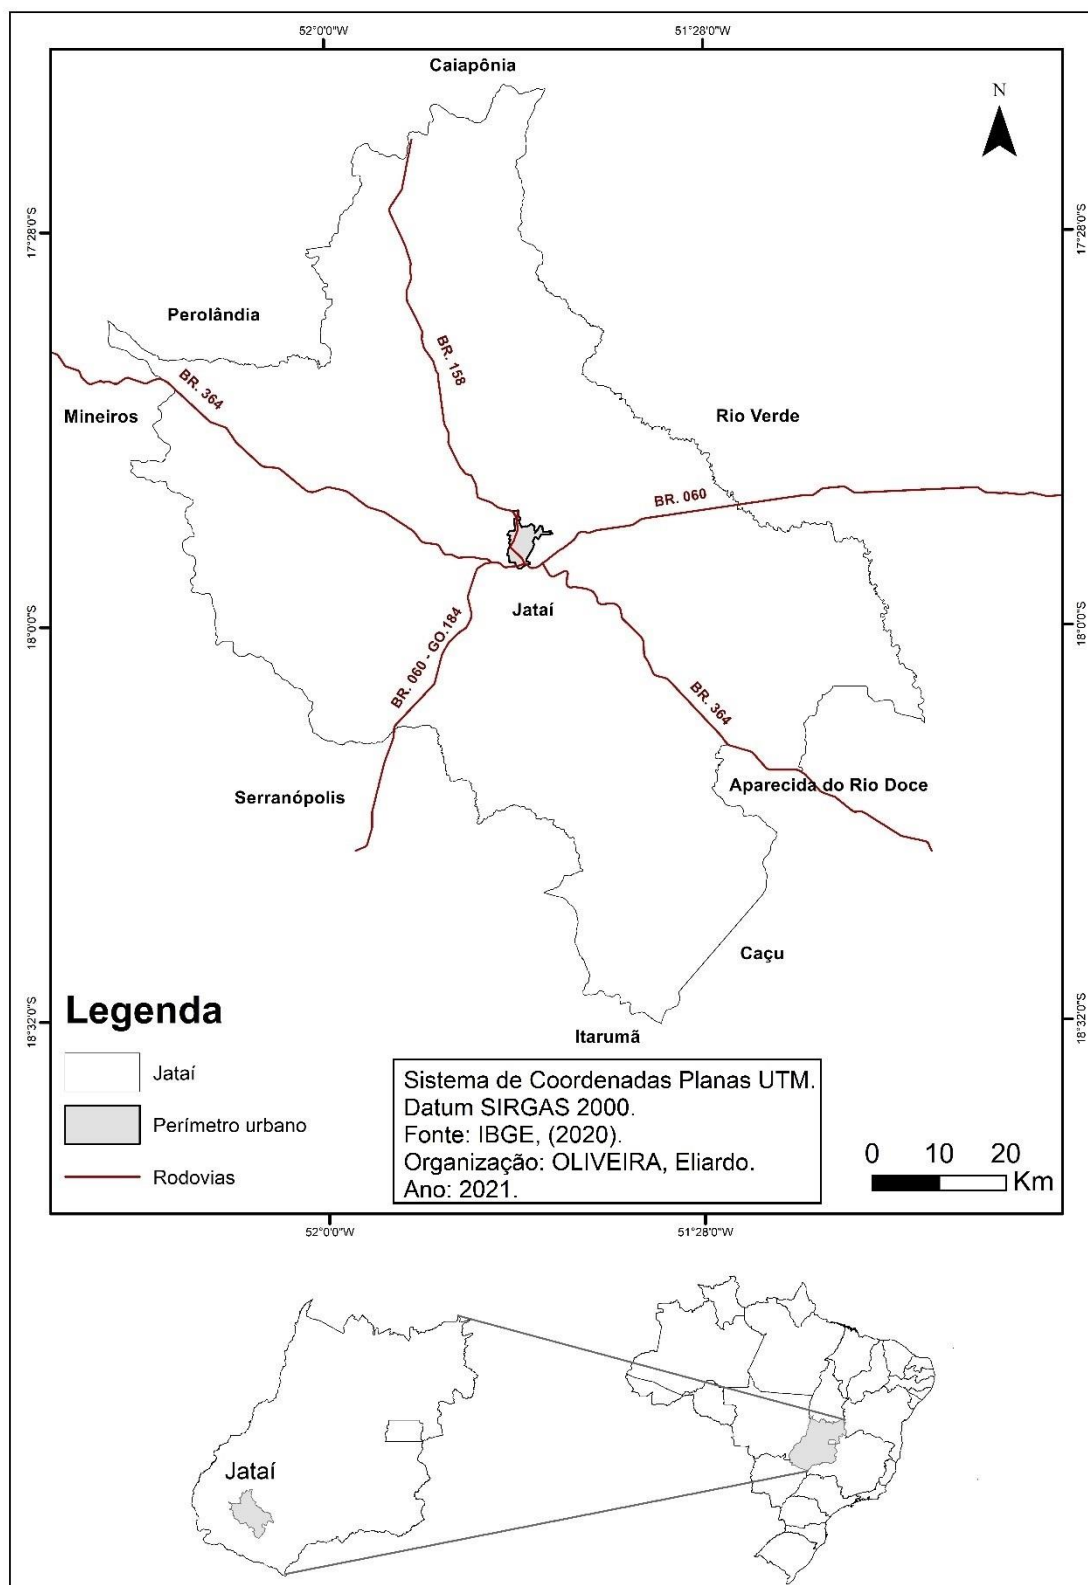 52°0'0"W
51°28'0"W
Caiapônia
N
17°28'0"S
17°28'0"S
Perolândia
BR. 158
BR. 364
Mineiros
Rio Verde
BR. 060
Jataí
18°0'0"S
18°0'0"S
BR. 060 - GO.184
BR. 364
Serranópolis
Aparecida do Rio Doce
Caçu
18°32'0"S
18°32'0"S
Itarumã
Legenda
Jataí
Perímetro urbano
Rodovias
Sistema de Coordenadas Planas UTM.
Datum SIRGAS 2000.
Fonte: IBGE, (2020).
Organização: OLIVEIRA, Eliardo.
Ano: 2021.
0 10 20
Km
52°0'0"W
51°28'0"W
Jataí